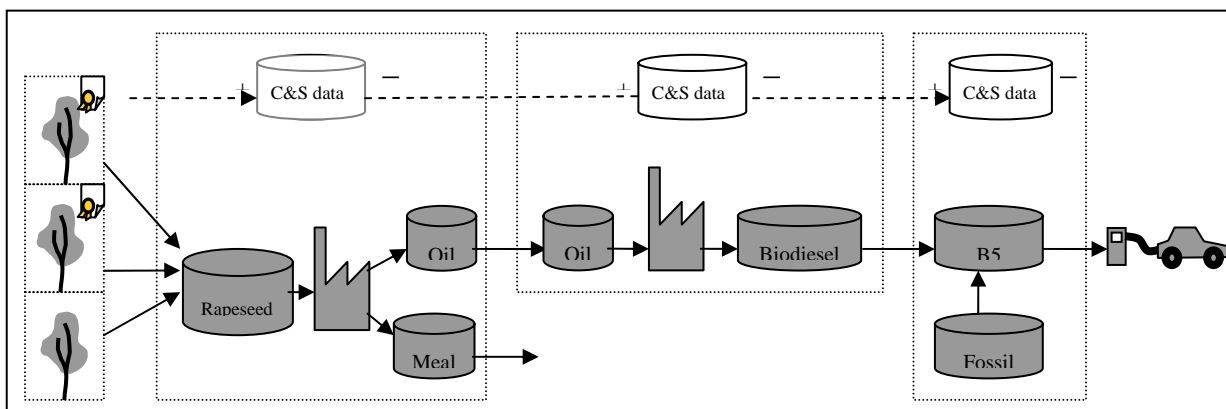 + C&S data –
+ C&S data –
+ C&S data –
Oil
Oil
Biodiesel
B5
Rapeseed
Meal
Fossil